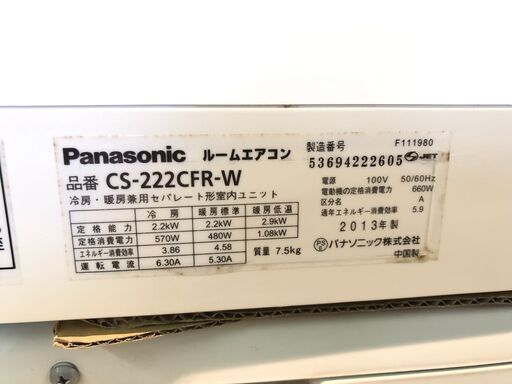 Panasonic ルームエアコン
品番 CS-222CFR-W
冷房・暖房兼用セパレート形室内ユニット
冷房 暖房標準 暖房低温
定格能力 2.2kW 2.2kW 2.9kW
定格消費電力 570W 480W 1.08kW
エネルギー消費効率 3.86 4.58
運転電流 6.30A 5.30A 質量 7.5kg
製造番号 F111980
53694222605 JET
電源 100V 50/60Hz
電動機の定格消費電力 660W
区分名 A
通年エネルギー消費効率 5.9
2013年製
PS E パナソニック株式会社
中国製